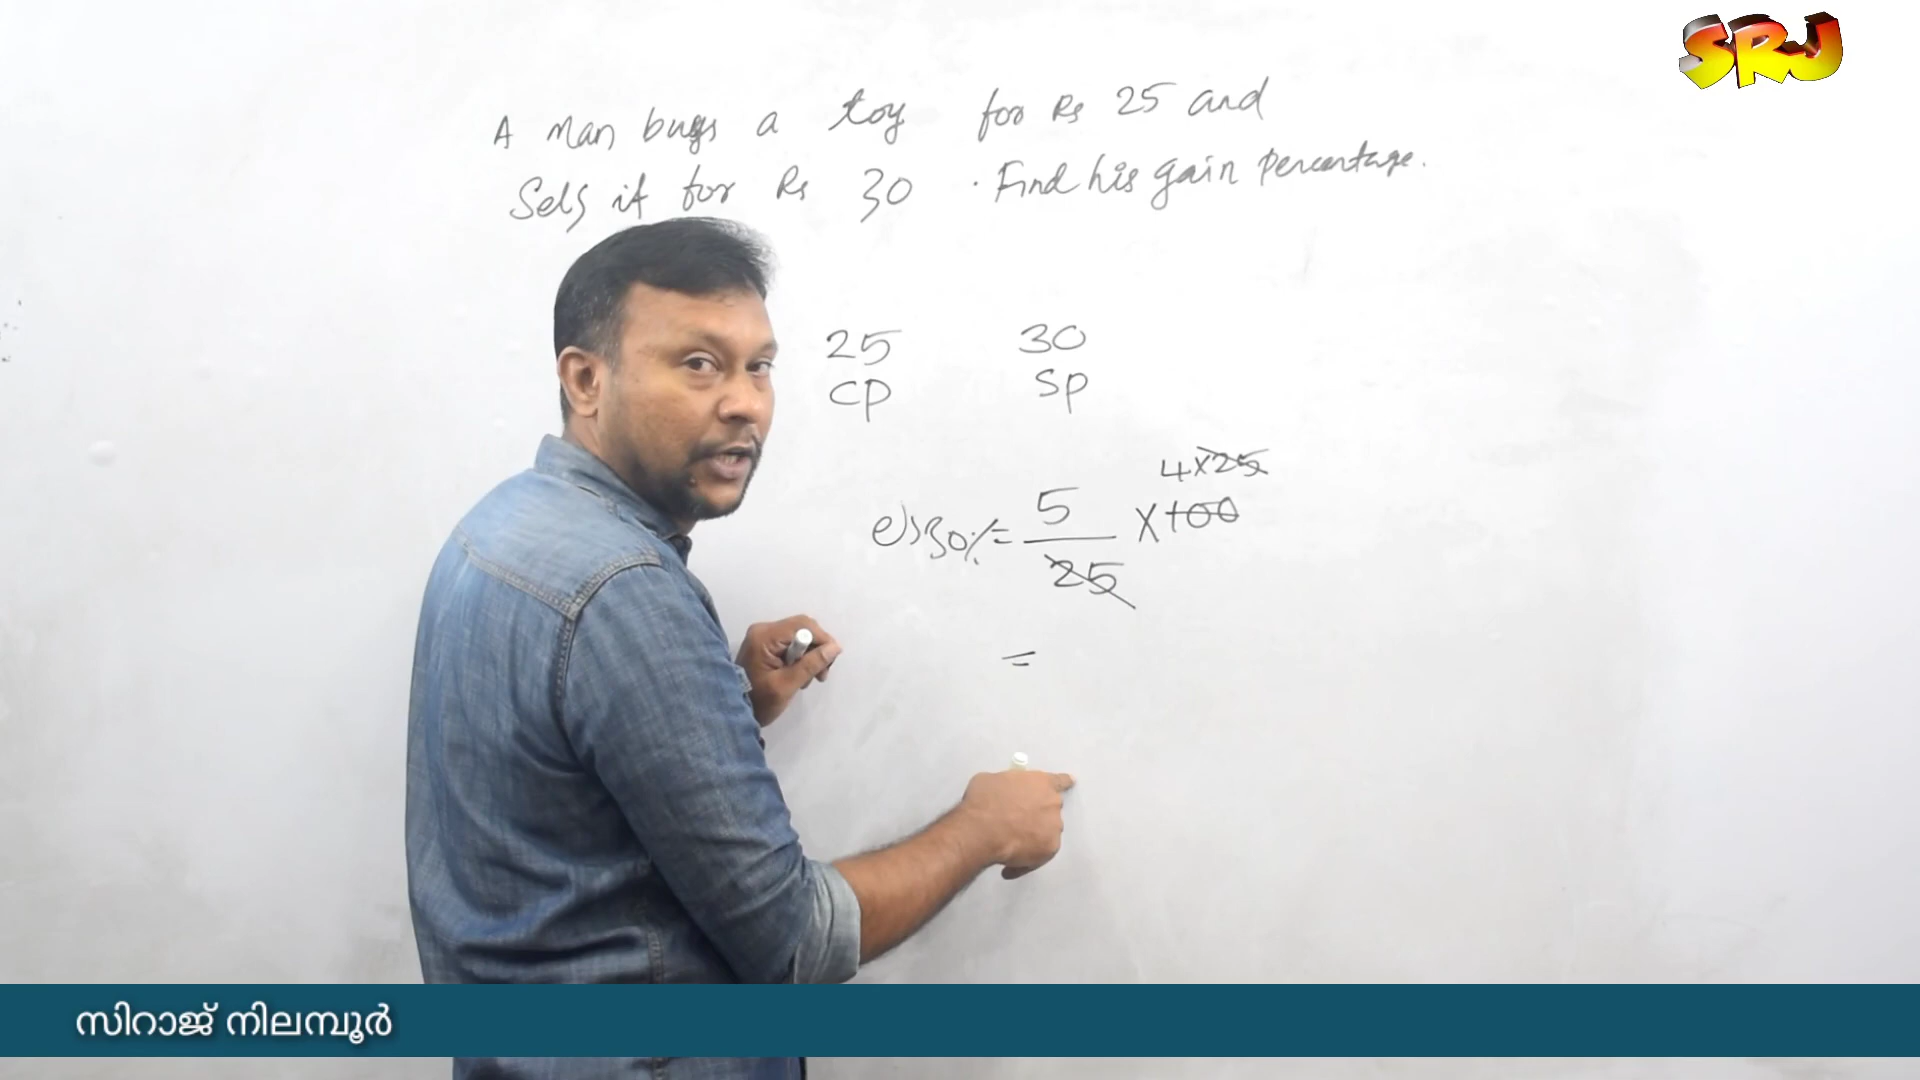 SRJ
A man buys a toy for Rs 25 and
Sels it for Rs 30 . Find his gain percentage.
25 30
CP SP
4×25
ലാഭം% = 5/25 × 100
=
സിറാജ് നിലമ്പൂർ